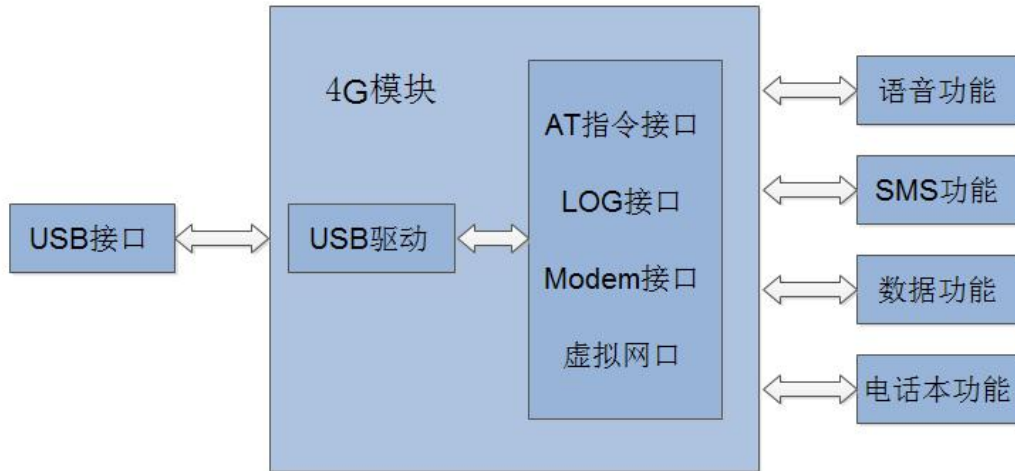 USB接口
4G模块
USB驱动
AT指令接口
LOG接口
Modem接口
虚拟网口
语音功能
SMS功能
数据功能
电话本功能